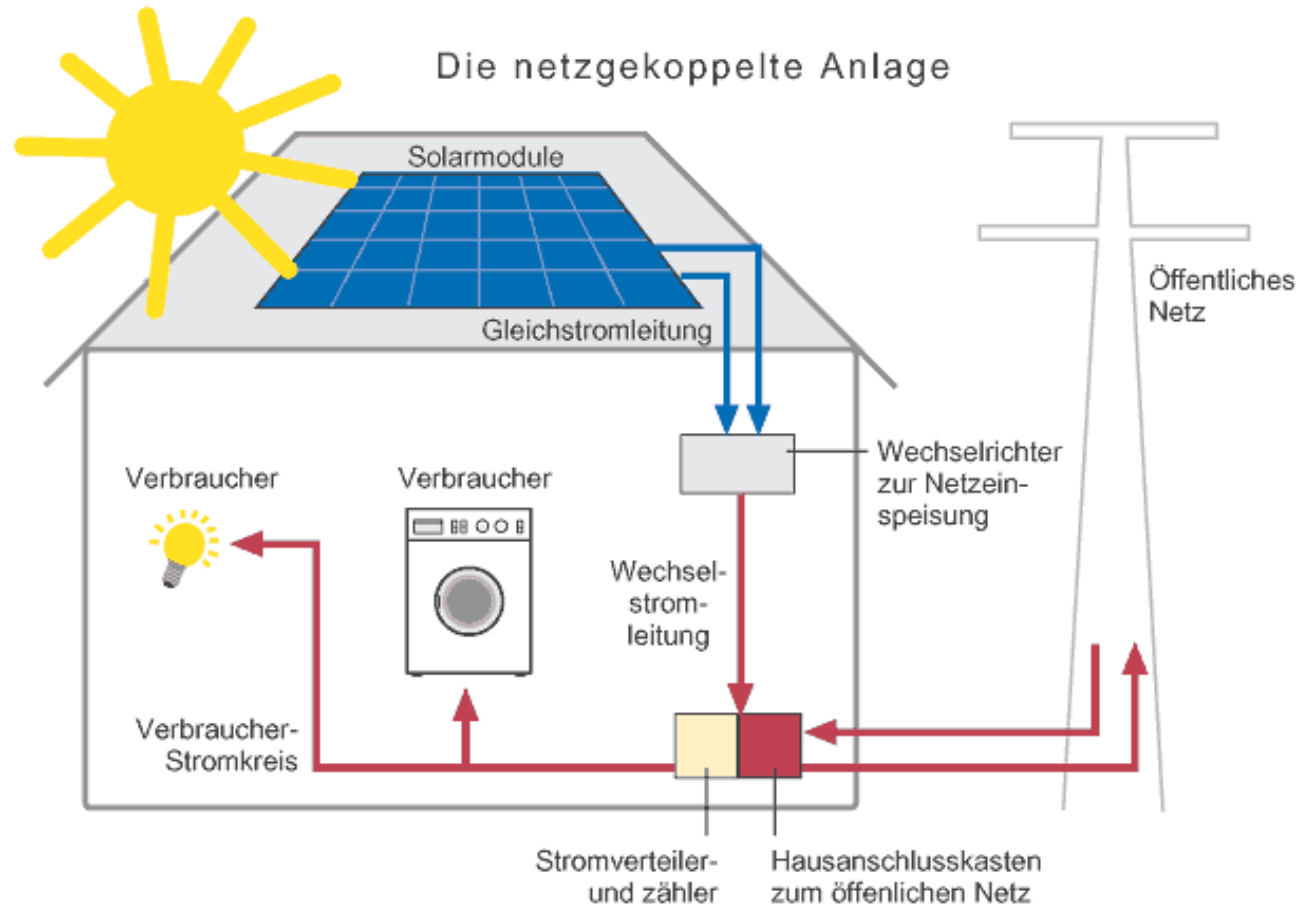 Die netzgekoppelte Anlage
Solarmodule
Gleichstromleitung
Öffentliches
Netz
Wechselrichter
zur Netzein-
speisung
Verbraucher
Verbraucher
Wechsel-
strom-
leitung
Verbraucher-
Stromkreis
Stromverteiler-
und zähler
Hausanschlusskasten
zum öffenlichen Netz